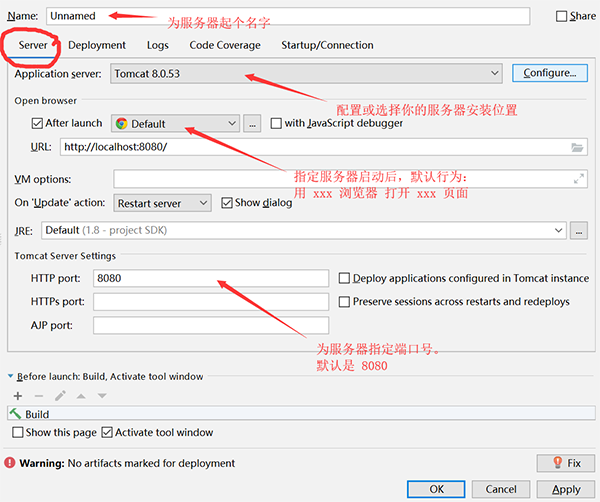 Name: Unnamed 为服务器起个名字 Share
Server Deployment Logs Code Coverage Startup/Connection
Application server: Tomcat 8.0.53 Configure...
配置或选择你的服务器安装位置
Open browser
After launch Default ... with JavaScript debugger
URL: http://localhost:8080/
指定服务器启动后，默认行为：
用 xxx 浏览器 打开 xxx 页面
VM options:
On 'Update' action: Restart server Show dialog
JRE: Default (1.8 - project SDK) ...
Tomcat Server Settings
HTTP port: 8080 Deploy applications configured in Tomcat instance
HTTPs port: Preserve sessions across restarts and redeploys
AJP port:
为服务器指定端口号。
默认是 8080
Before launch: Build, Activate tool window
Build
Show this page Activate tool window
Warning: No artifacts marked for deployment Fix
OK Cancel Apply